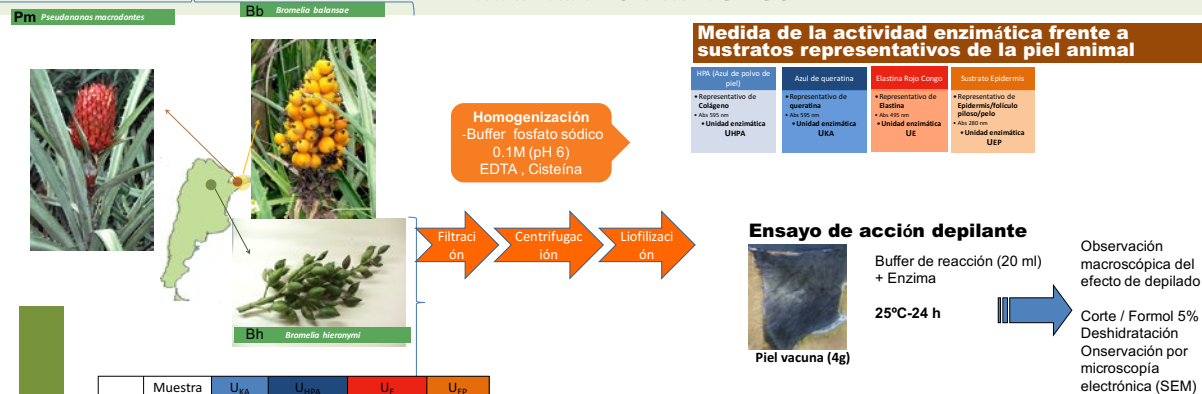 Pm Pseudananas macrodontes
Bb Bromelia balansae
Medida de la actividad enzimática frente a
sustratos representativos de la piel animal
HPA (Azul de polvo de
piel)
• Representativo de
Colágeno
• Abs 595 nm
• Unidad enzimática
UHPA
Azul de queratina
• Representativo de
queratina
• Abs 595 nm
• Unidad enzimática
UKA
Elastina Rojo Congo
• Representativo de
Elastina
• Abs 495 nm
• Unidad enzimática
UE
Sustrato Epidermis
• Representativo de
Epidermis/folículo
piloso/pelo
• Abs 280 nm
• Unidad enzimática
UEP
Homogenización
-Buffer fosfato sódico
0.1M (pH 6)
EDTA , Cisteína
Filtraci
ón
Centrifugac
ión
Liofilizaci
ón
Bh Bromelia hieronymi
Ensayo de acción depilante
Piel vacuna (4g)
Buffer de reacción (20 ml)
+ Enzima
25ºC-24 h
Observación
macroscópica del
efecto de depilado
Corte / Formol 5%
Deshidratación
Onservación por
microscopía
electrónica (SEM)
Muestra UKA UHPA UE UEP